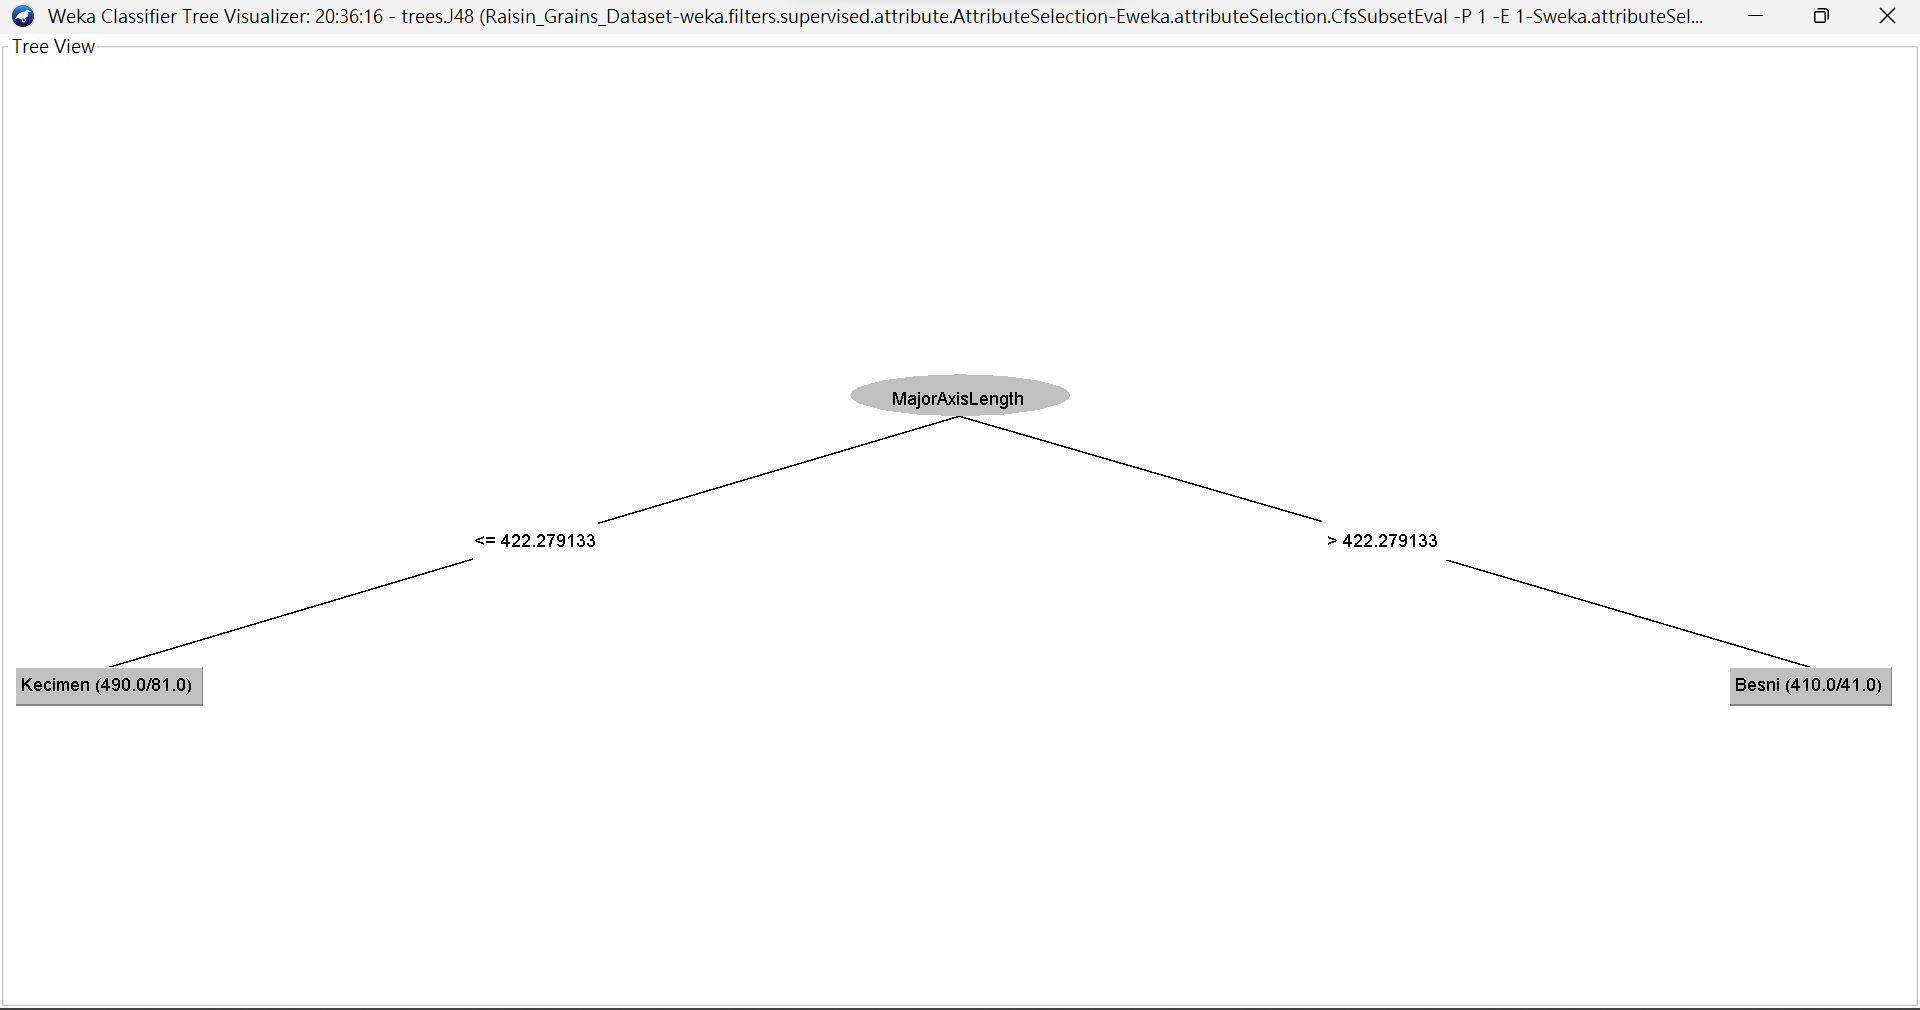 Weka Classifier Tree Visualizer: 20:36:16 - trees.J48 (Raisin_Grains_Dataset-weka.filters.supervised.attribute.AttributeSelection-Eweka.attributeSelection.CfsSubsetEval -P 1 -E 1-Sweka.attributeSel...
Tree View
MajorAxisLength
<= 422.279133
> 422.279133
Kecimen (490.0/81.0)
Besni (410.0/41.0)